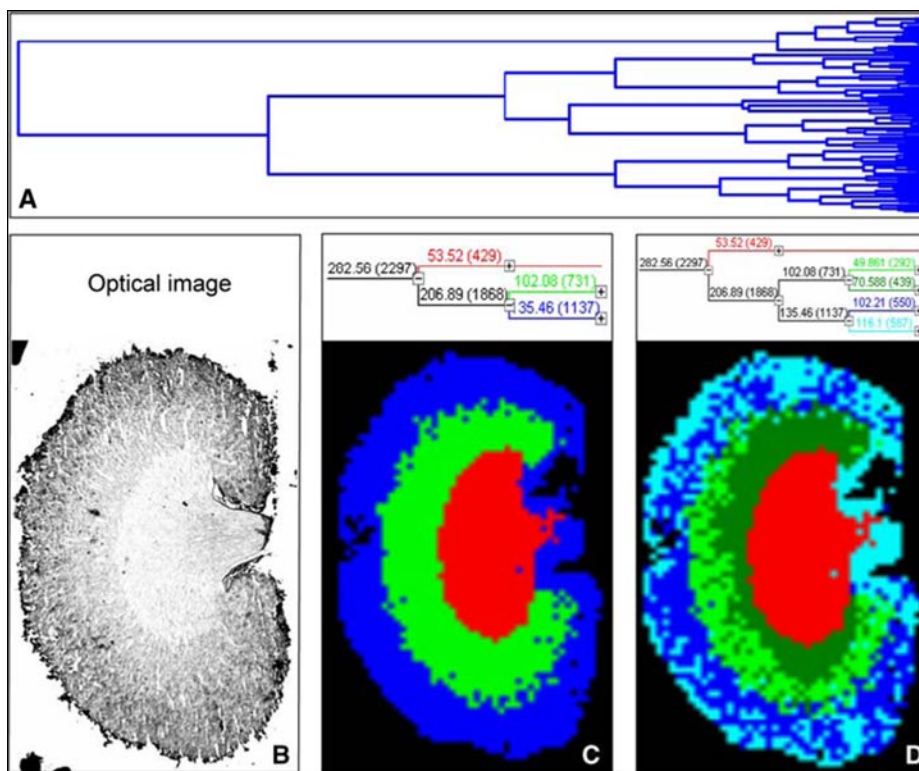 A
Optical image
B
282.56 (2297)
53.52 (429)
206.89 (1868)
102.08 (731)
35.46 (1137)
C
282.56 (2297)
53.52 (429)
206.89 (1868)
102.08 (731)
49.861 (292)
70.588 (439)
135.46 (1137)
102.21 (550)
116.1 (587)
D